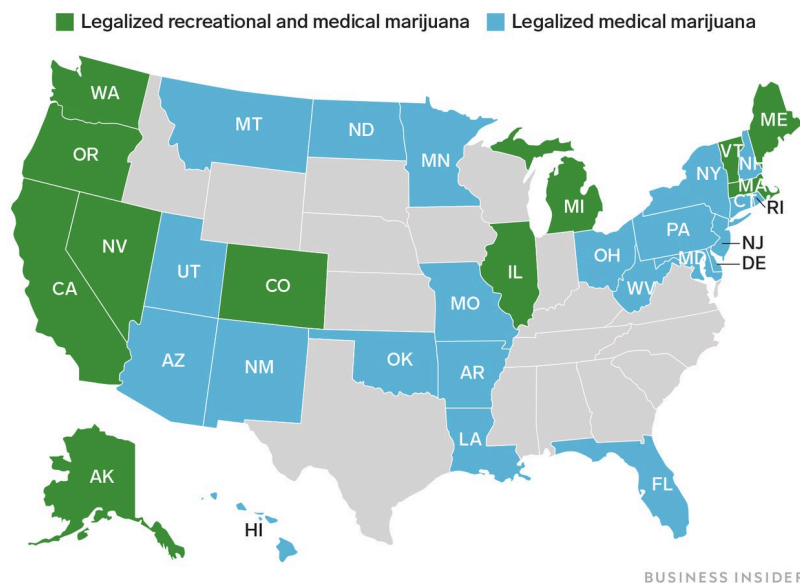 Legalized recreational and medical marijuana
Legalized medical marijuana
WA
MT
ND
MN
ME
OR
VT
NH
NY
MA
CT
RI
MI
NV
PA
NJ
OH
MD
DE
UT
CO
IL
WV
CA
MO
AZ
NM
OK
AR
LA
AK
FL
HI
BUSINESS INSIDER